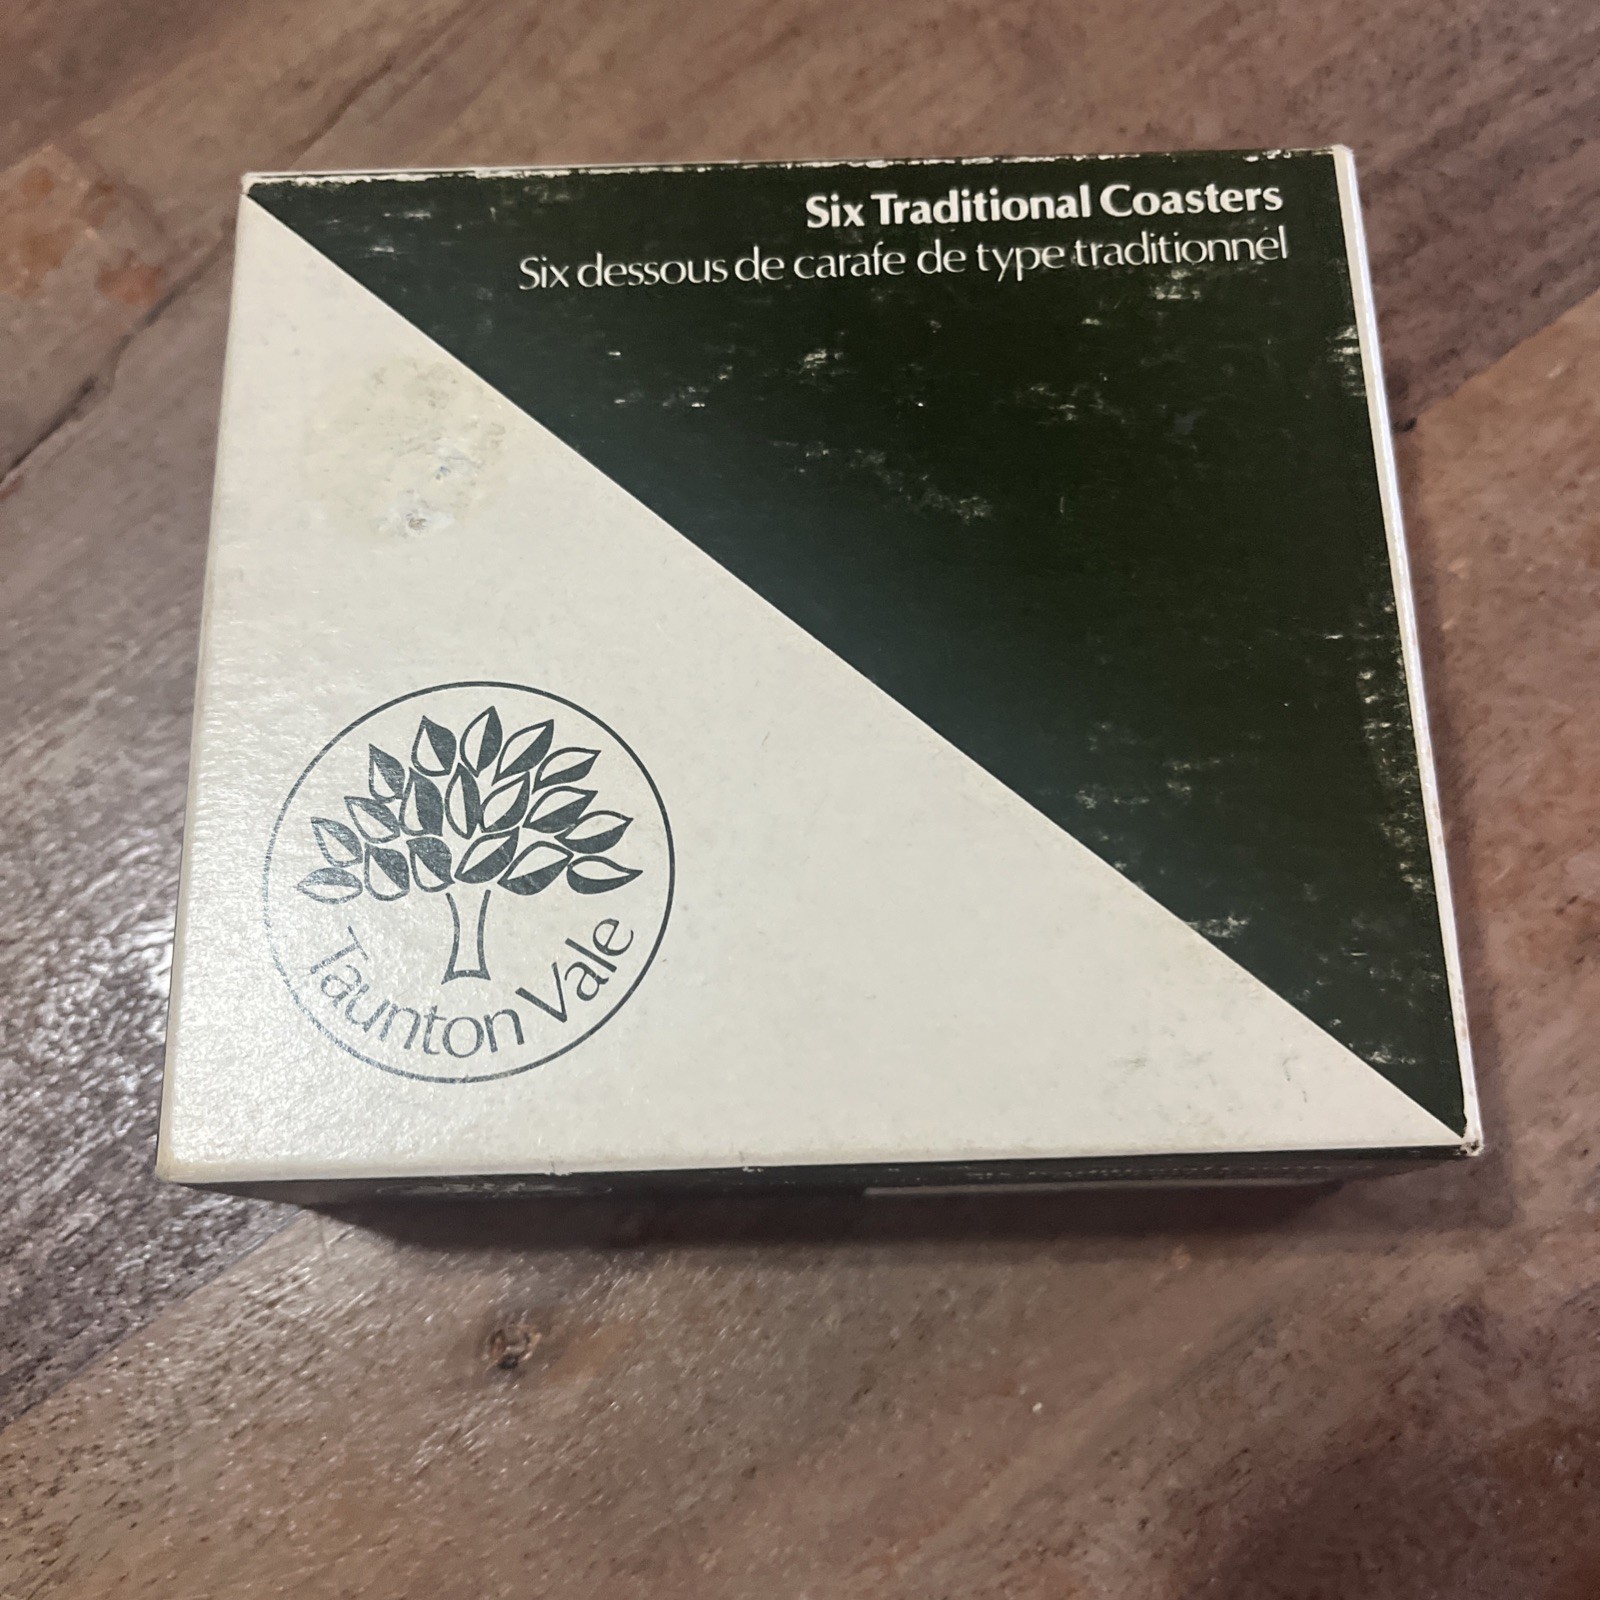 Six Traditional Coasters
Six dessous de carafe de type traditionnel
Taunton Vale